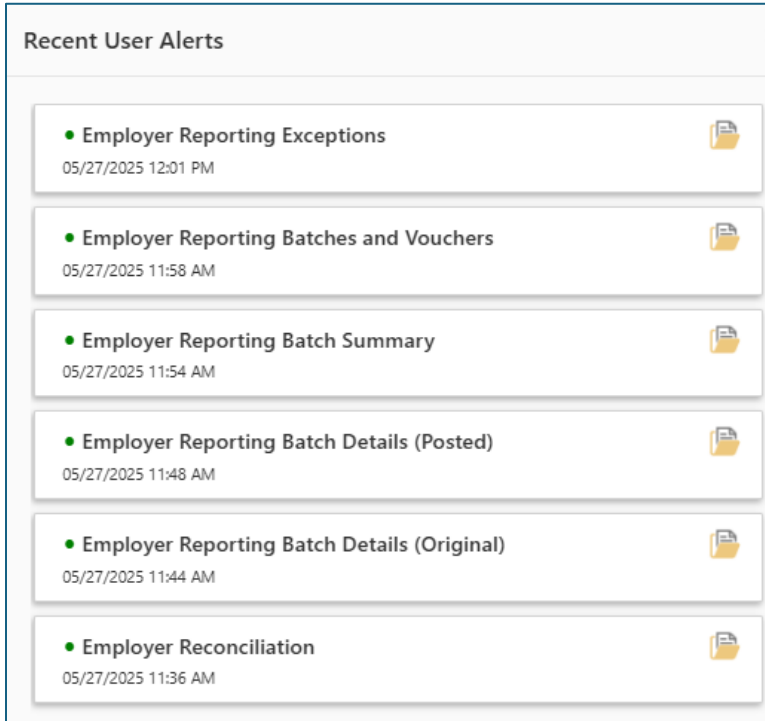 Recent User Alerts
• Employer Reporting Exceptions
05/27/2025 12:01 PM
• Employer Reporting Batches and Vouchers
05/27/2025 11:58 AM
• Employer Reporting Batch Summary
05/27/2025 11:54 AM
• Employer Reporting Batch Details (Posted)
05/27/2025 11:48 AM
• Employer Reporting Batch Details (Original)
05/27/2025 11:44 AM
• Employer Reconciliation
05/27/2025 11:36 AM